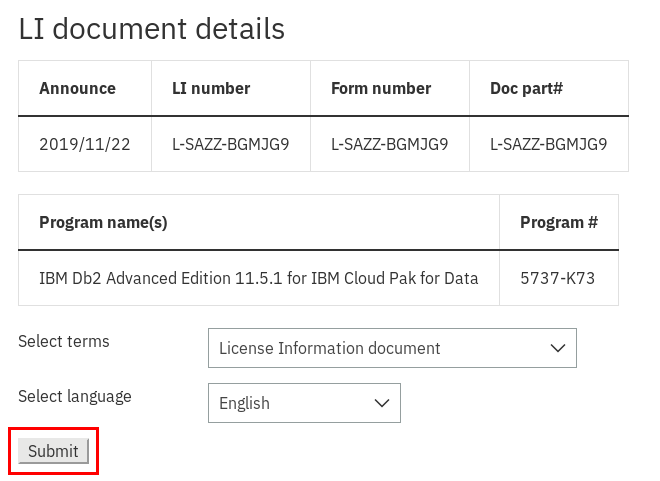 LI document details
Announce LI number Form number Doc part#
2019/11/22 L-SAZZ-BGMJG9 L-SAZZ-BGMJG9 L-SAZZ-BGMJG9
Program name(s) Program #
IBM Db2 Advanced Edition 11.5.1 for IBM Cloud Pak for Data 5737-K73
Select terms License Information document
Select language English
Submit